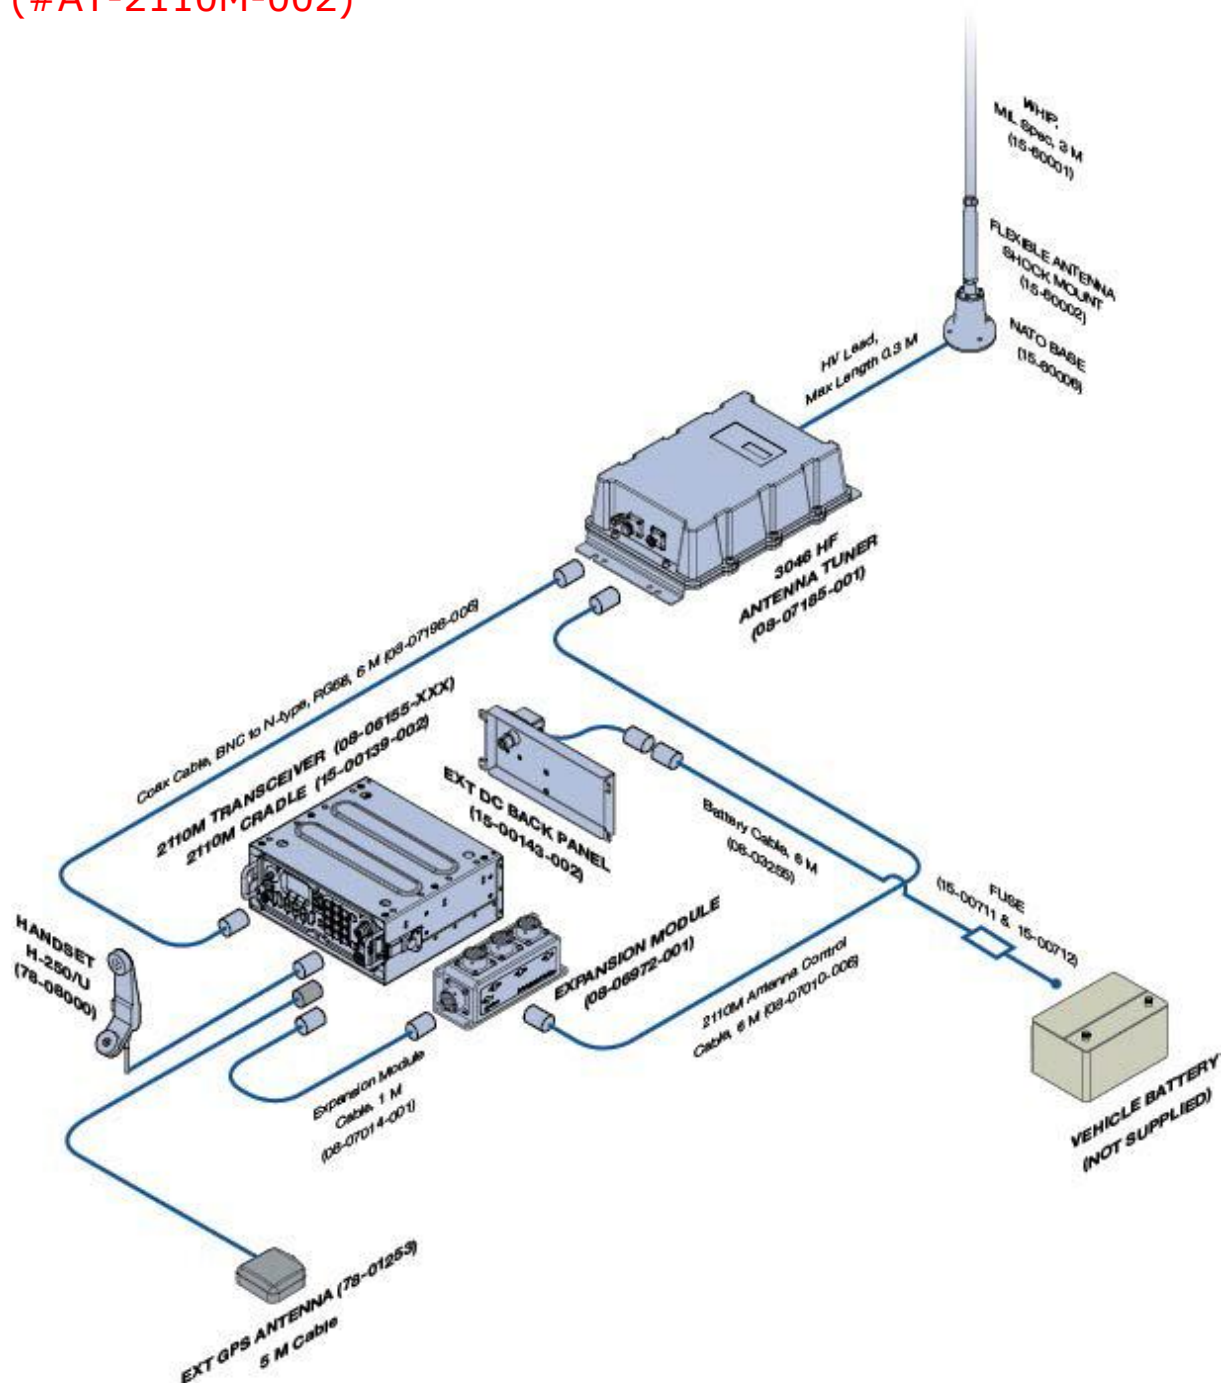 (#AT-2110M-002)
WHIP,
MIL Spec, 3 M
(15-60001)
FLEXIBLE ANTENNA
SHOCK MOUNT
(15-60002)
NATO BASE
(15-60006)
HV Lead,
Max Length 0.3 M
3046 HF
ANTENNA TUNER
(08-07185-001)
Coax Cable, BNC to N-type, RG58, 6 M (08-07198-006)
2110M TRANSCEIVER (08-06155-XXX)
2110M CRADLE (15-00139-002)
EXT DC BACK PANEL
(15-00143-002)
Battery Cable, 6 M
(08-03255)
FUSE
(15-00711 & 15-00712)
HANDSET
H-250/U
(78-08000)
EXPANSION MODULE
(08-06972-001)
2110M Antenna Control
Cable, 6 M (08-07010-006)
Expansion Module
Cable, 1 M
(08-07014-001)
VEHICLE BATTERY
(NOT SUPPLIED)
EXT GPS ANTENNA (78-01253)
5 M Cable